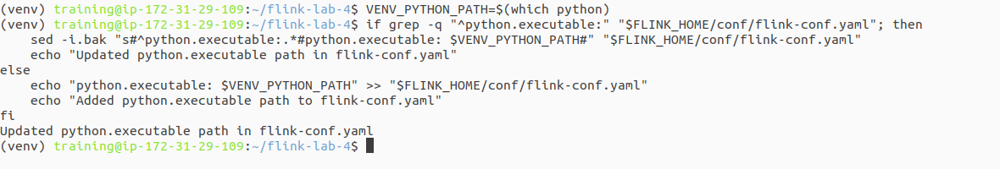 (venv) training@ip-172-31-29-109:~/flink-lab-4$ VENV_PYTHON_PATH=$(which python)
(venv) training@ip-172-31-29-109:~/flink-lab-4$ if grep -q "^python.executable:" "$FLINK_HOME/conf/flink-conf.yaml"; then
    sed -i.bak "s#^python.executable:.*#python.executable: $VENV_PYTHON_PATH#" "$FLINK_HOME/conf/flink-conf.yaml"
    echo "Updated python.executable path in flink-conf.yaml"
else
    echo "python.executable: $VENV_PYTHON_PATH" >> "$FLINK_HOME/conf/flink-conf.yaml"
    echo "Added python.executable path to flink-conf.yaml"
fi
Updated python.executable path in flink-conf.yaml
(venv) training@ip-172-31-29-109:~/flink-lab-4$